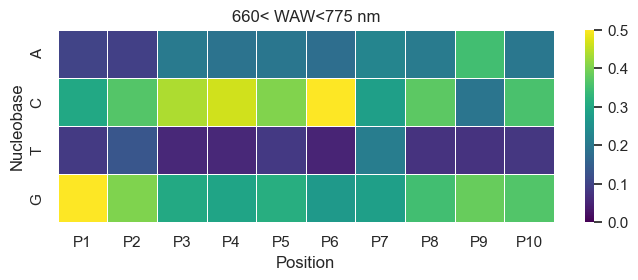 660< WAW<775 nm
Nucleobase
A
C
T
G
P1 P2 P3 P4 P5 P6 P7 P8 P9 P10
Position
0.5
0.4
0.3
0.2
0.1
0.0